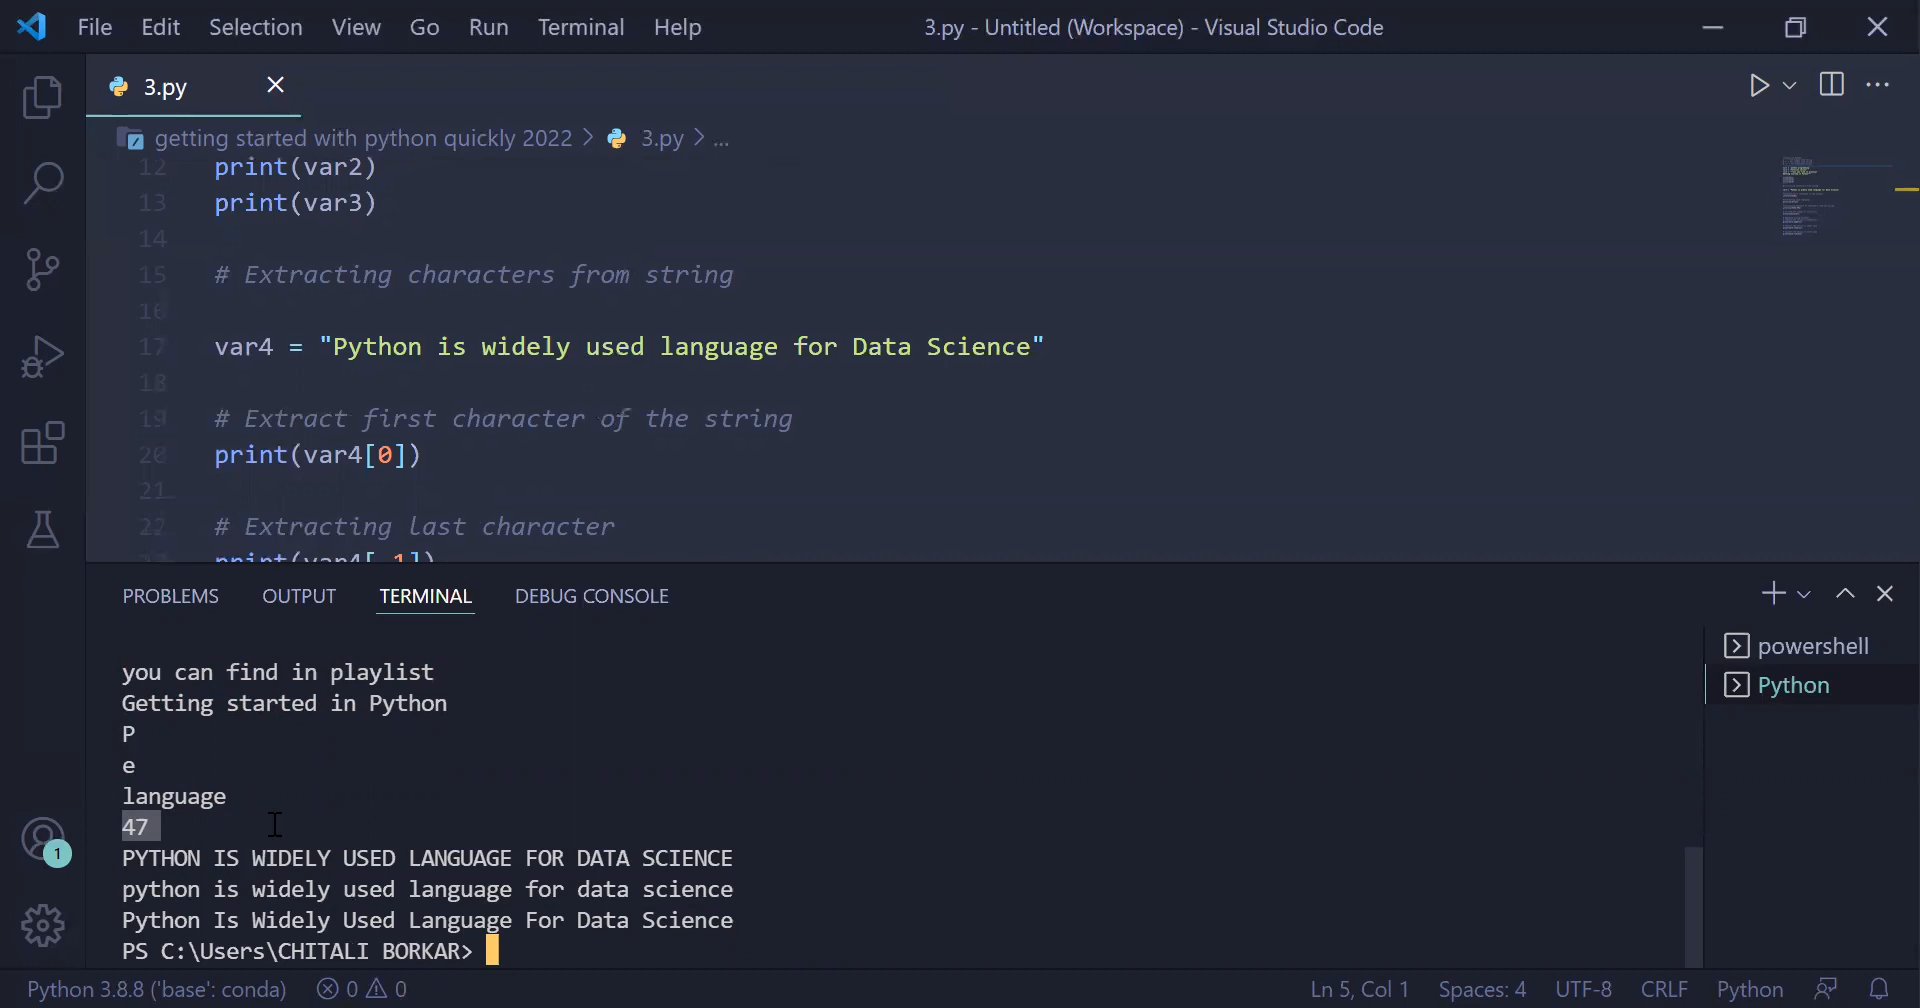 File Edit Selection View Go Run Terminal Help 3.py - Untitled (Workspace) - Visual Studio Code
3.py
getting started with python quickly 2022 > 3.py > ...
12 print(var2)
13 print(var3)
14
15 # Extracting characters from string
16
17 var4 = "Python is widely used language for Data Science"
18
19 # Extract first character of the string
20 print(var4[0])
21
22 # Extracting last character
print(var4[-1])
PROBLEMS OUTPUT TERMINAL DEBUG CONSOLE
you can find in playlist
Getting started in Python
P
e
language
47
PYTHON IS WIDELY USED LANGUAGE FOR DATA SCIENCE
python is widely used language for data science
Python Is Widely Used Language For Data Science
PS C:\Users\CHITALI BORKAR>
powershell
Python
1
Python 3.8.8 ('base': conda) 0 0 Ln 5, Col 1 Spaces: 4 UTF-8 CRLF Python